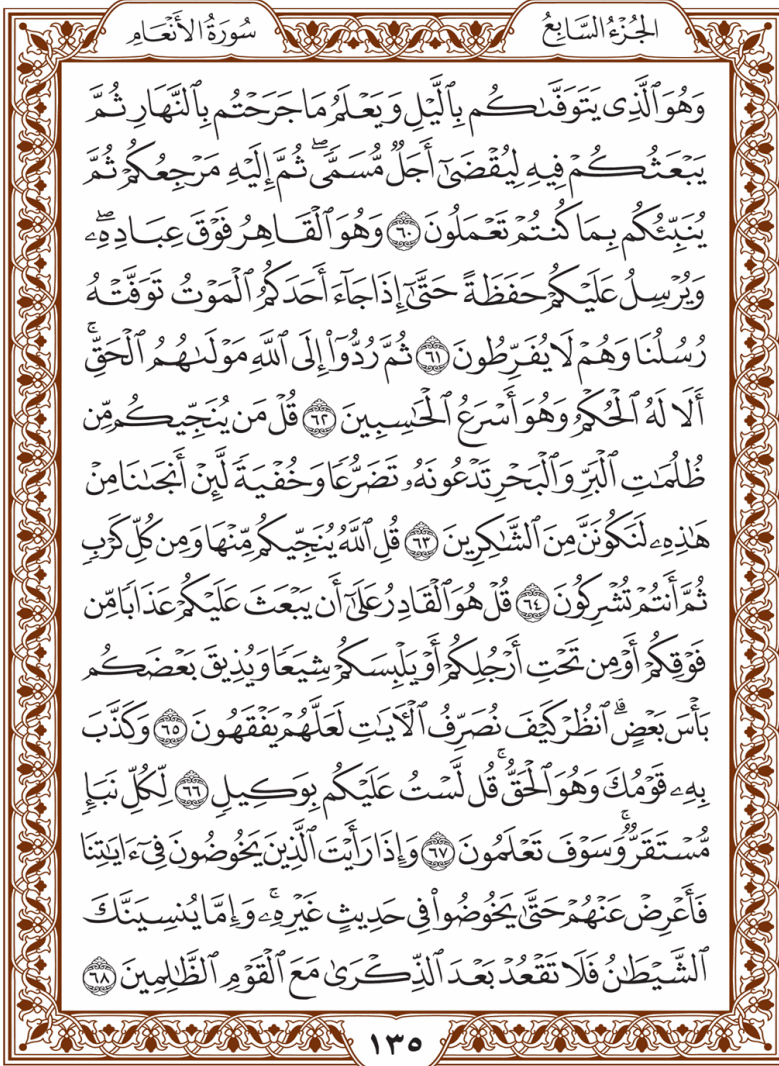 الجُزْءُ السَّابِعُ
سُورَةُ الأَنْعَامِ
وَهُوَ ٱلَّذِى يَتَوَفَّىٰكُم بِٱلَّيْلِ وَيَعْلَمُ مَا جَرَحْتُم بِٱلنَّهَارِ ثُمَّ
يَبْعَثُكُمْ فِيهِ لِيُقْضَىٰٓ أَجَلٌ مُّسَمًّى ۖ ثُمَّ إِلَيْهِ مَرْجِعُكُمْ ثُمَّ
يُنَبِّئُكُم بِمَا كُنتُمْ تَعْمَلُونَ ٦٠ وَهُوَ ٱلْقَاهِرُ فَوْقَ عِبَادِهِۦ ۖ
وَيُرْسِلُ عَلَيْكُمْ حَفَظَةً حَتَّىٰٓ إِذَا جَآءَ أَحَدَكُمُ ٱلْمَوْتُ تَوَفَّتْهُ
رُسُلُنَا وَهُمْ لَا يُفَرِّطُونَ ٦١ ثُمَّ رُدُّوٓا۟ إِلَى ٱللَّهِ مَوْلَىٰهُمُ ٱلْحَقِّ ۚ
أَلَا لَهُ ٱلْحُكْمُ وَهُوَ أَسْرَعُ ٱلْحَـٰسِبِينَ ٦٢ قُلْ مَن يُنَجِّيكُم مِّن
ظُلُمَـٰتِ ٱلْبَرِّ وَٱلْبَحْرِ تَدْعُونَهُۥ تَضَرُّعًا وَخُفْيَةً لَّئِنْ أَنجَىٰنَا مِنْ
هَـٰذِهِۦ لَنَكُونَنَّ مِنَ ٱلشَّـٰكِرِينَ ٦٣ قُلِ ٱللَّهُ يُنَجِّيكُم مِّنْهَا وَمِن كُلِّ كَرْبٍ
ثُمَّ أَنتُمْ تُشْرِكُونَ ٦٤ قُلْ هُوَ ٱلْقَادِرُ عَلَىٰٓ أَن يَبْعَثَ عَلَيْكُمْ عَذَابًا مِّن
فَوْقِكُمْ أَوْ مِن تَحْتِ أَرْجُلِكُمْ أَوْ يَلْبِسَكُمْ شِيَعًا وَيُذِيقَ بَعْضَكُم
بَأْسَ بَعْضٍ ۗ ٱنظُرْ كَيْفَ نُصَرِّفُ ٱلْـَٔايَـٰتِ لَعَلَّهُمْ يَفْقَهُونَ ٦٥ وَكَذَّبَ
بِهِۦ قَوْمُكَ وَهُوَ ٱلْحَقُّ ۚ قُل لَّسْتُ عَلَيْكُم بِوَكِيلٍ ٦٦ لِّكُلِّ نَبَإٍ
مُّسْتَقَرٌّ ۚ وَسَوْفَ تَعْلَمُونَ ٦٧ وَإِذَا رَأَيْتَ ٱلَّذِينَ يَخُوضُونَ فِىٓ ءَايَـٰتِنَا
فَأَعْرِضْ عَنْهُمْ حَتَّىٰ يَخُوضُوا۟ فِى حَدِيثٍ غَيْرِهِۦ ۚ وَإِمَّا يُنسِيَنَّكَ
ٱلشَّيْطَـٰنُ فَلَا تَقْعُدْ بَعْدَ ٱلذِّكْرَىٰ مَعَ ٱلْقَوْمِ ٱلظَّـٰلِمِينَ ٦٨
١٣٥